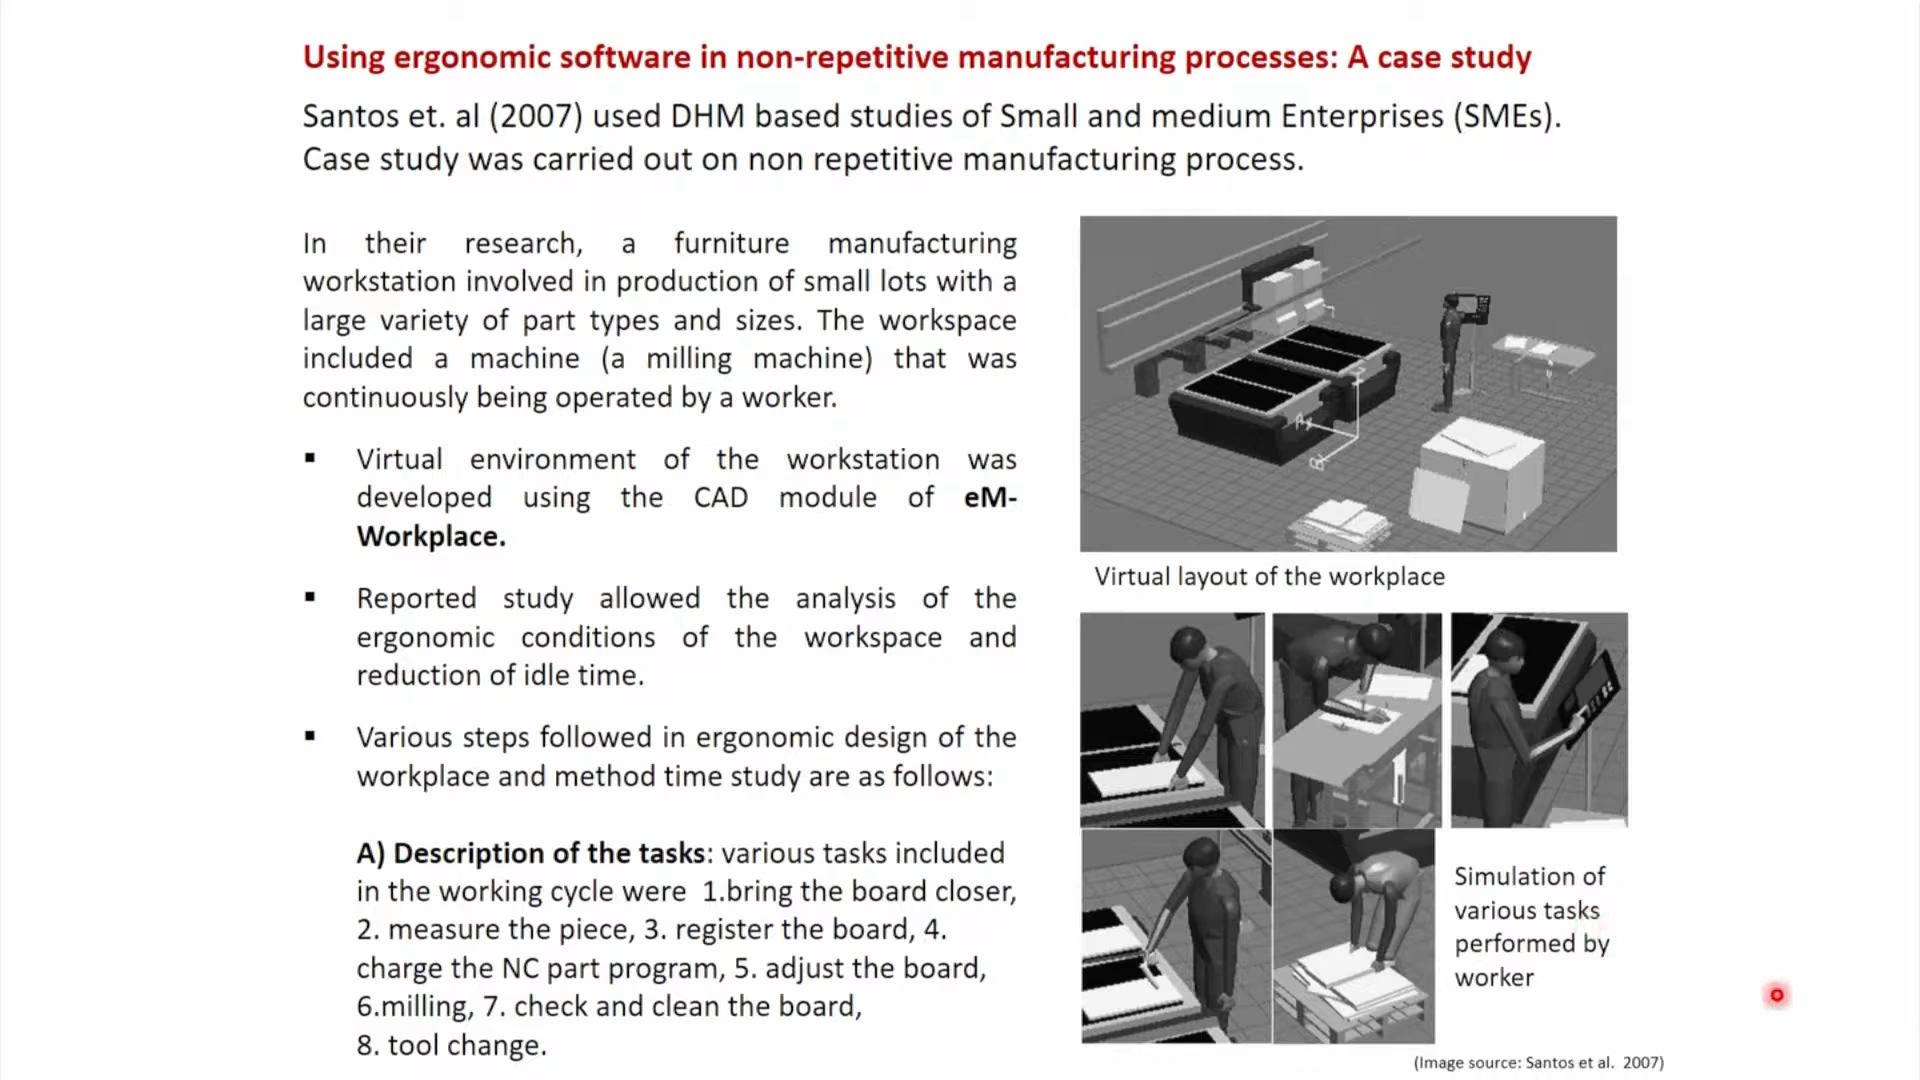 Using ergonomic software in non-repetitive manufacturing processes: A case study
Santos et. al (2007) used DHM based studies of Small and medium Enterprises (SMEs).
Case study was carried out on non repetitive manufacturing process.
In their research, a furniture manufacturing
workstation involved in production of small lots with a
large variety of part types and sizes. The workspace
included a machine (a milling machine) that was
continuously being operated by a worker.
▪ Virtual environment of the workstation was
developed using the CAD module of eM-
Workplace.
▪ Reported study allowed the analysis of the
ergonomic conditions of the workspace and
reduction of idle time.
▪ Various steps followed in ergonomic design of the
workplace and method time study are as follows:
A) Description of the tasks: various tasks included
in the working cycle were 1.bring the board closer,
2. measure the piece, 3. register the board, 4.
charge the NC part program, 5. adjust the board,
6.milling, 7. check and clean the board,
8. tool change.
Virtual layout of the workplace
Simulation of
various tasks
performed by
worker
(Image source: Santos et al. 2007)